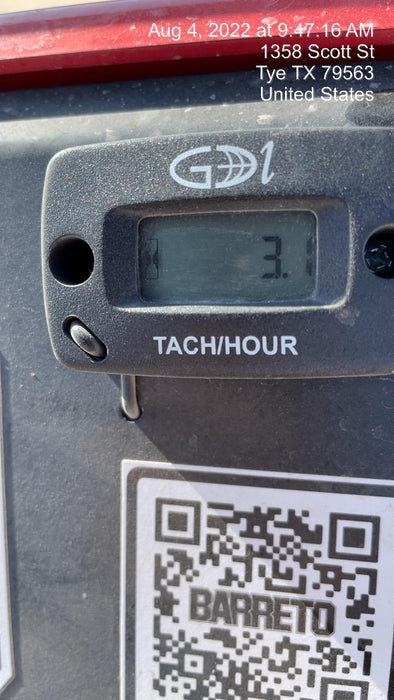 Aug 4, 2022 at 9:47:16 AM
1358 Scott St
Tye TX 79563
United States
GDI
3.1
TACH/HOUR
BARRETO